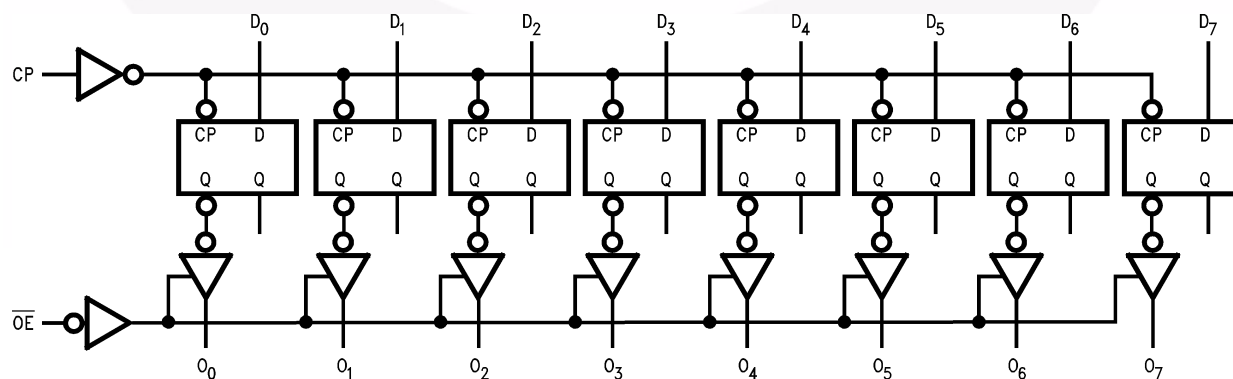 D0 D1 D2 D3 D4 D5 D6 D7
CP
CP D CP D CP D CP D CP D CP D CP D CP D
Q Q Q Q Q Q Q Q Q Q Q Q Q Q Q Q
O̅E̅
O0 O1 O2 O3 O4 O5 O6 O7